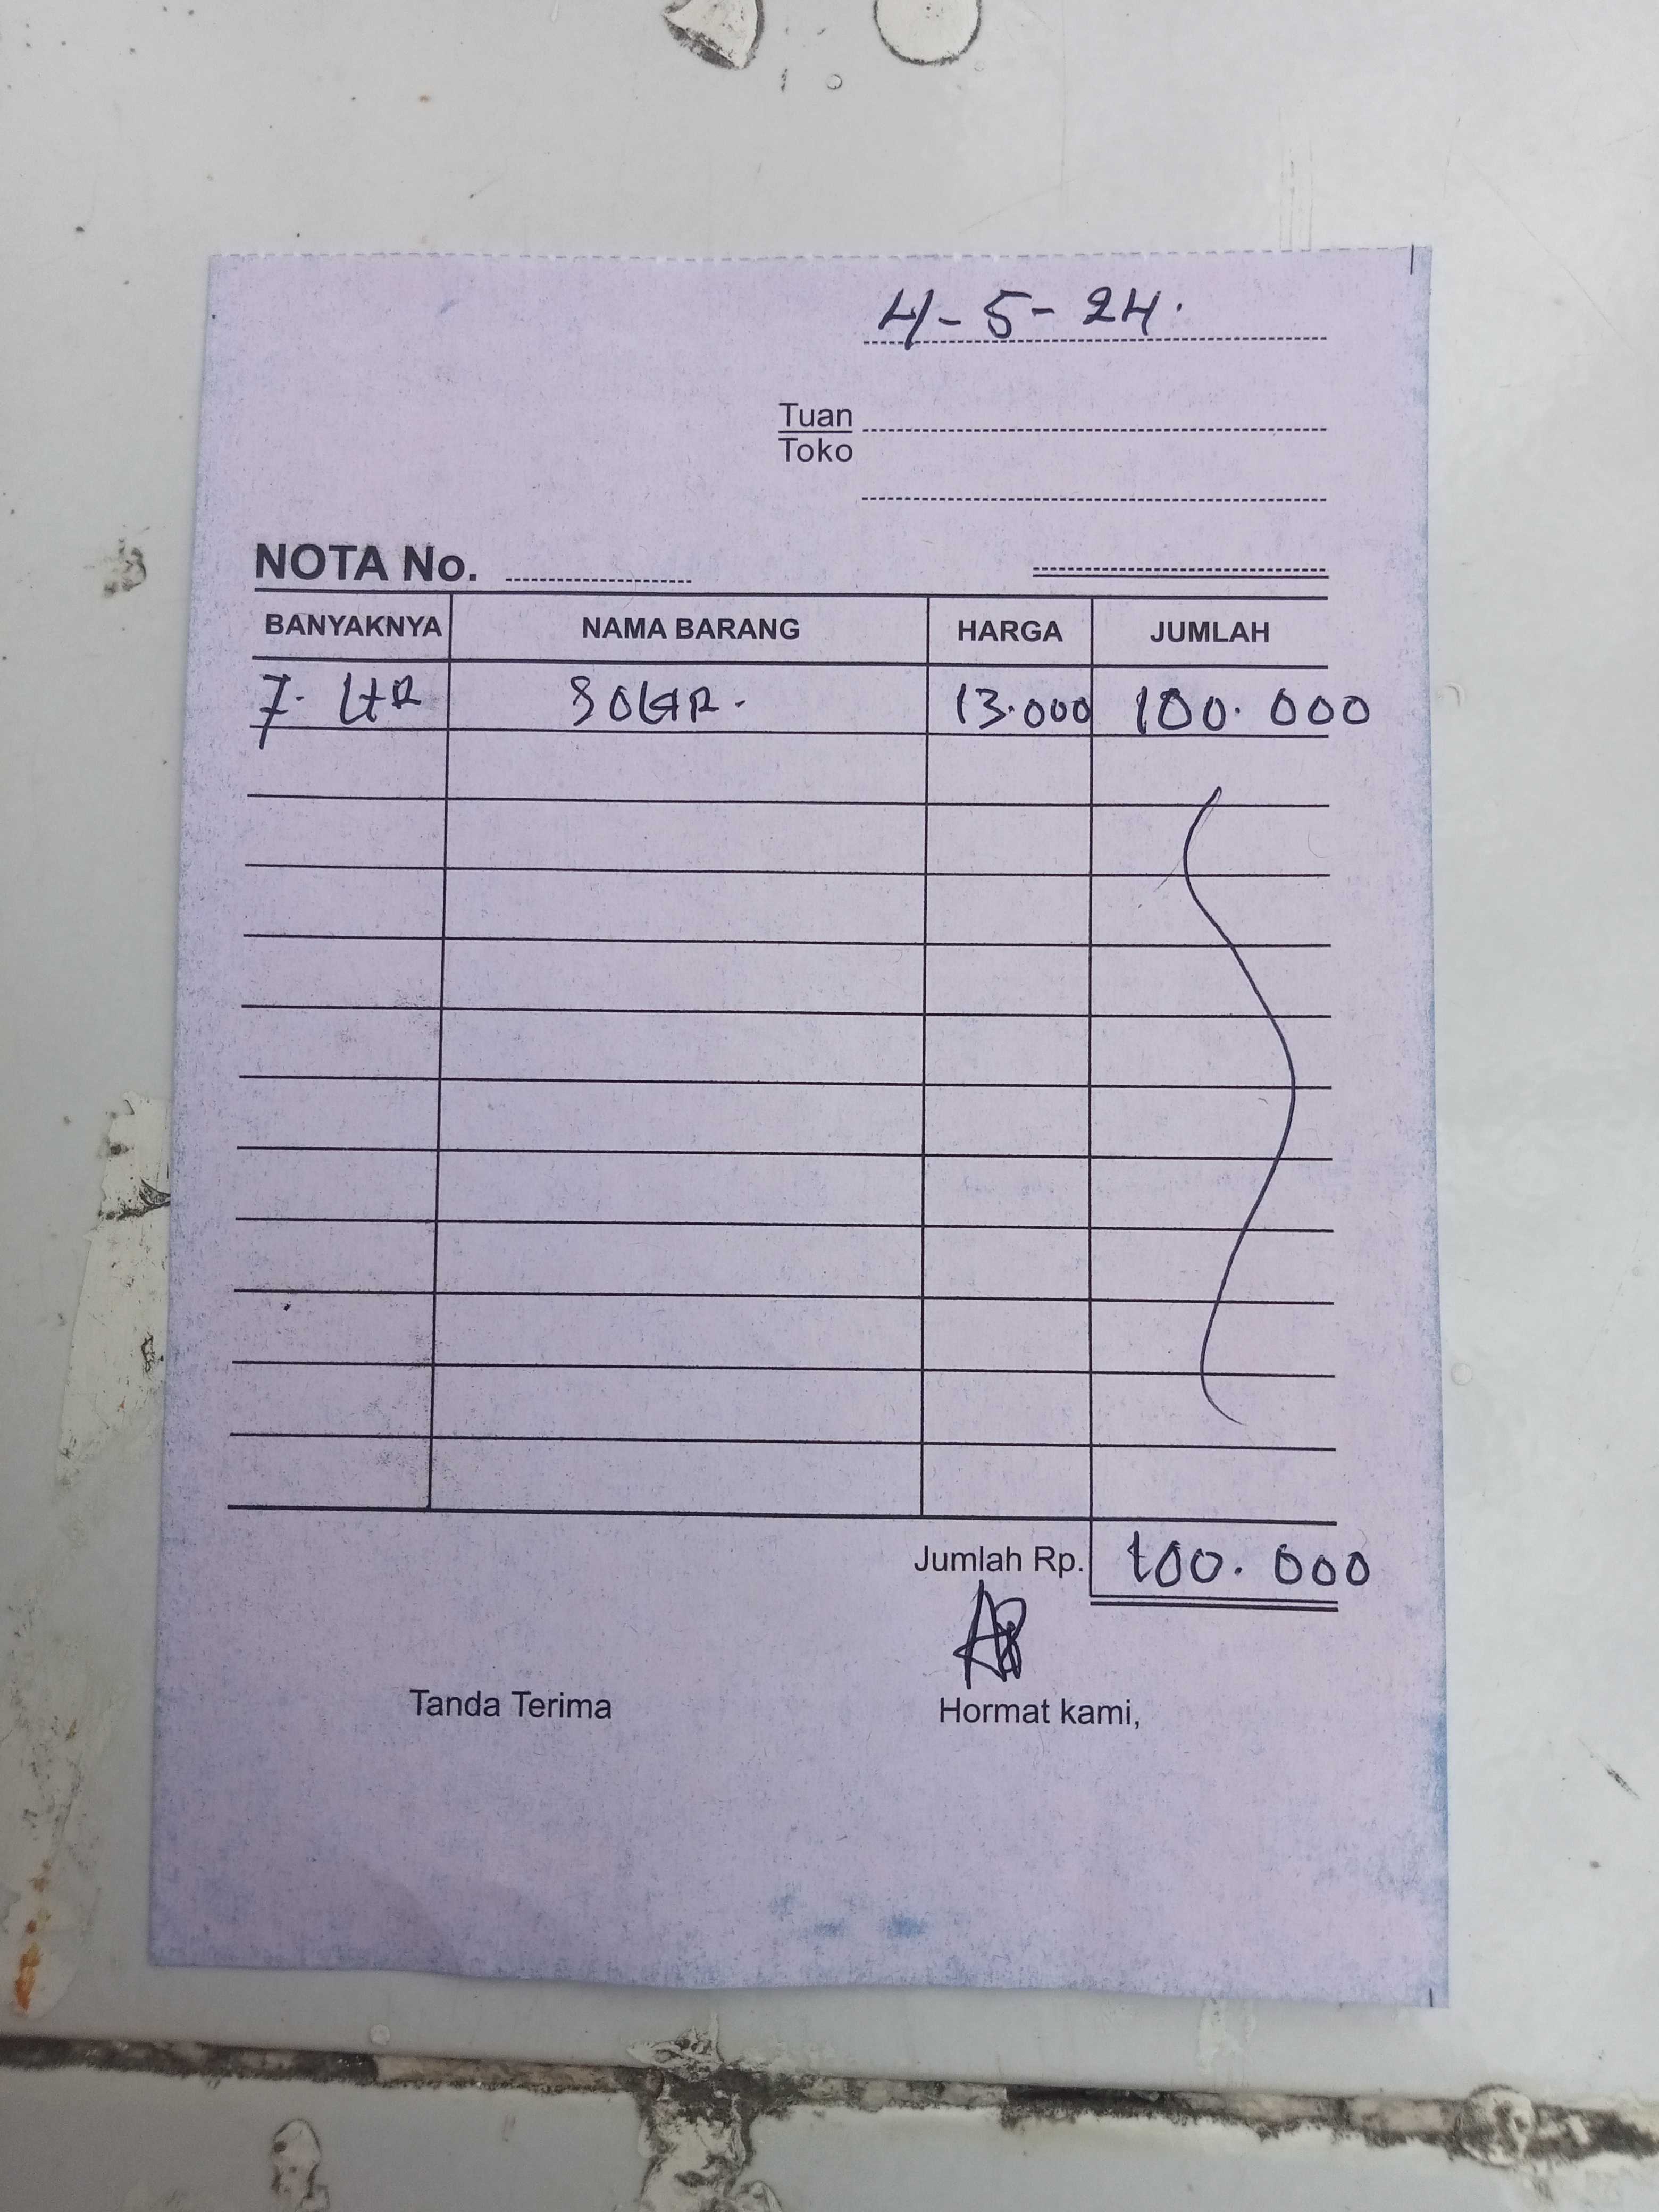 4-5-24.
Tuan
Toko
NOTA No.
BANYAKNYA NAMA BARANG HARGA JUMLAH
7. LTR SOLAR. 13.000 100.000
Jumlah Rp. 100.000
Tanda Terima Hormat kami,